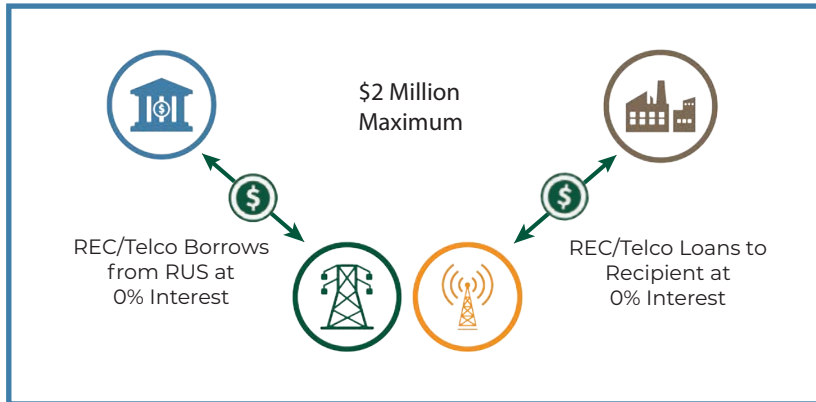 $2 Million
Maximum
$
$
$
REC/Telco Borrows
from RUS at
0% Interest
REC/Telco Loans to
Recipient at
0% Interest